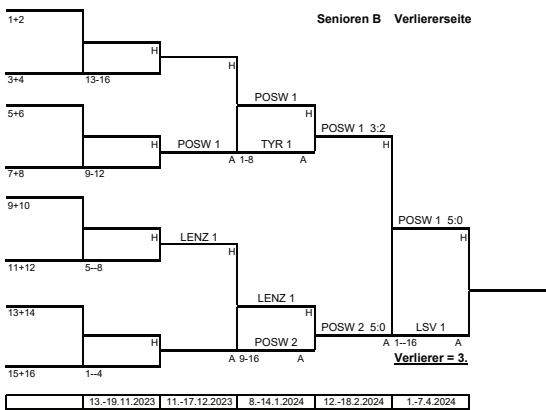 Senioren B Verliererseite
1+2
H
H
3+4 13-16
POSW 1
5+6 H
POSW 1 3:2
H POSW 1 TYR 1 H
A 1-8 A
7+8 9-12
9+10
POSW 1 5:0
H LENZ 1 H
H
11+12 5--8
LENZ 1
13+14 H
POSW 2 5:0 LSV 1
H POSW 2 A 1--16 A
A 9-16 A Verlierer = 3.
15+16 1--4
13.-19.11.2023 11.-17.12.2023 8.-14.1.2024 12.-18.2.2024 1.-7.4.2024